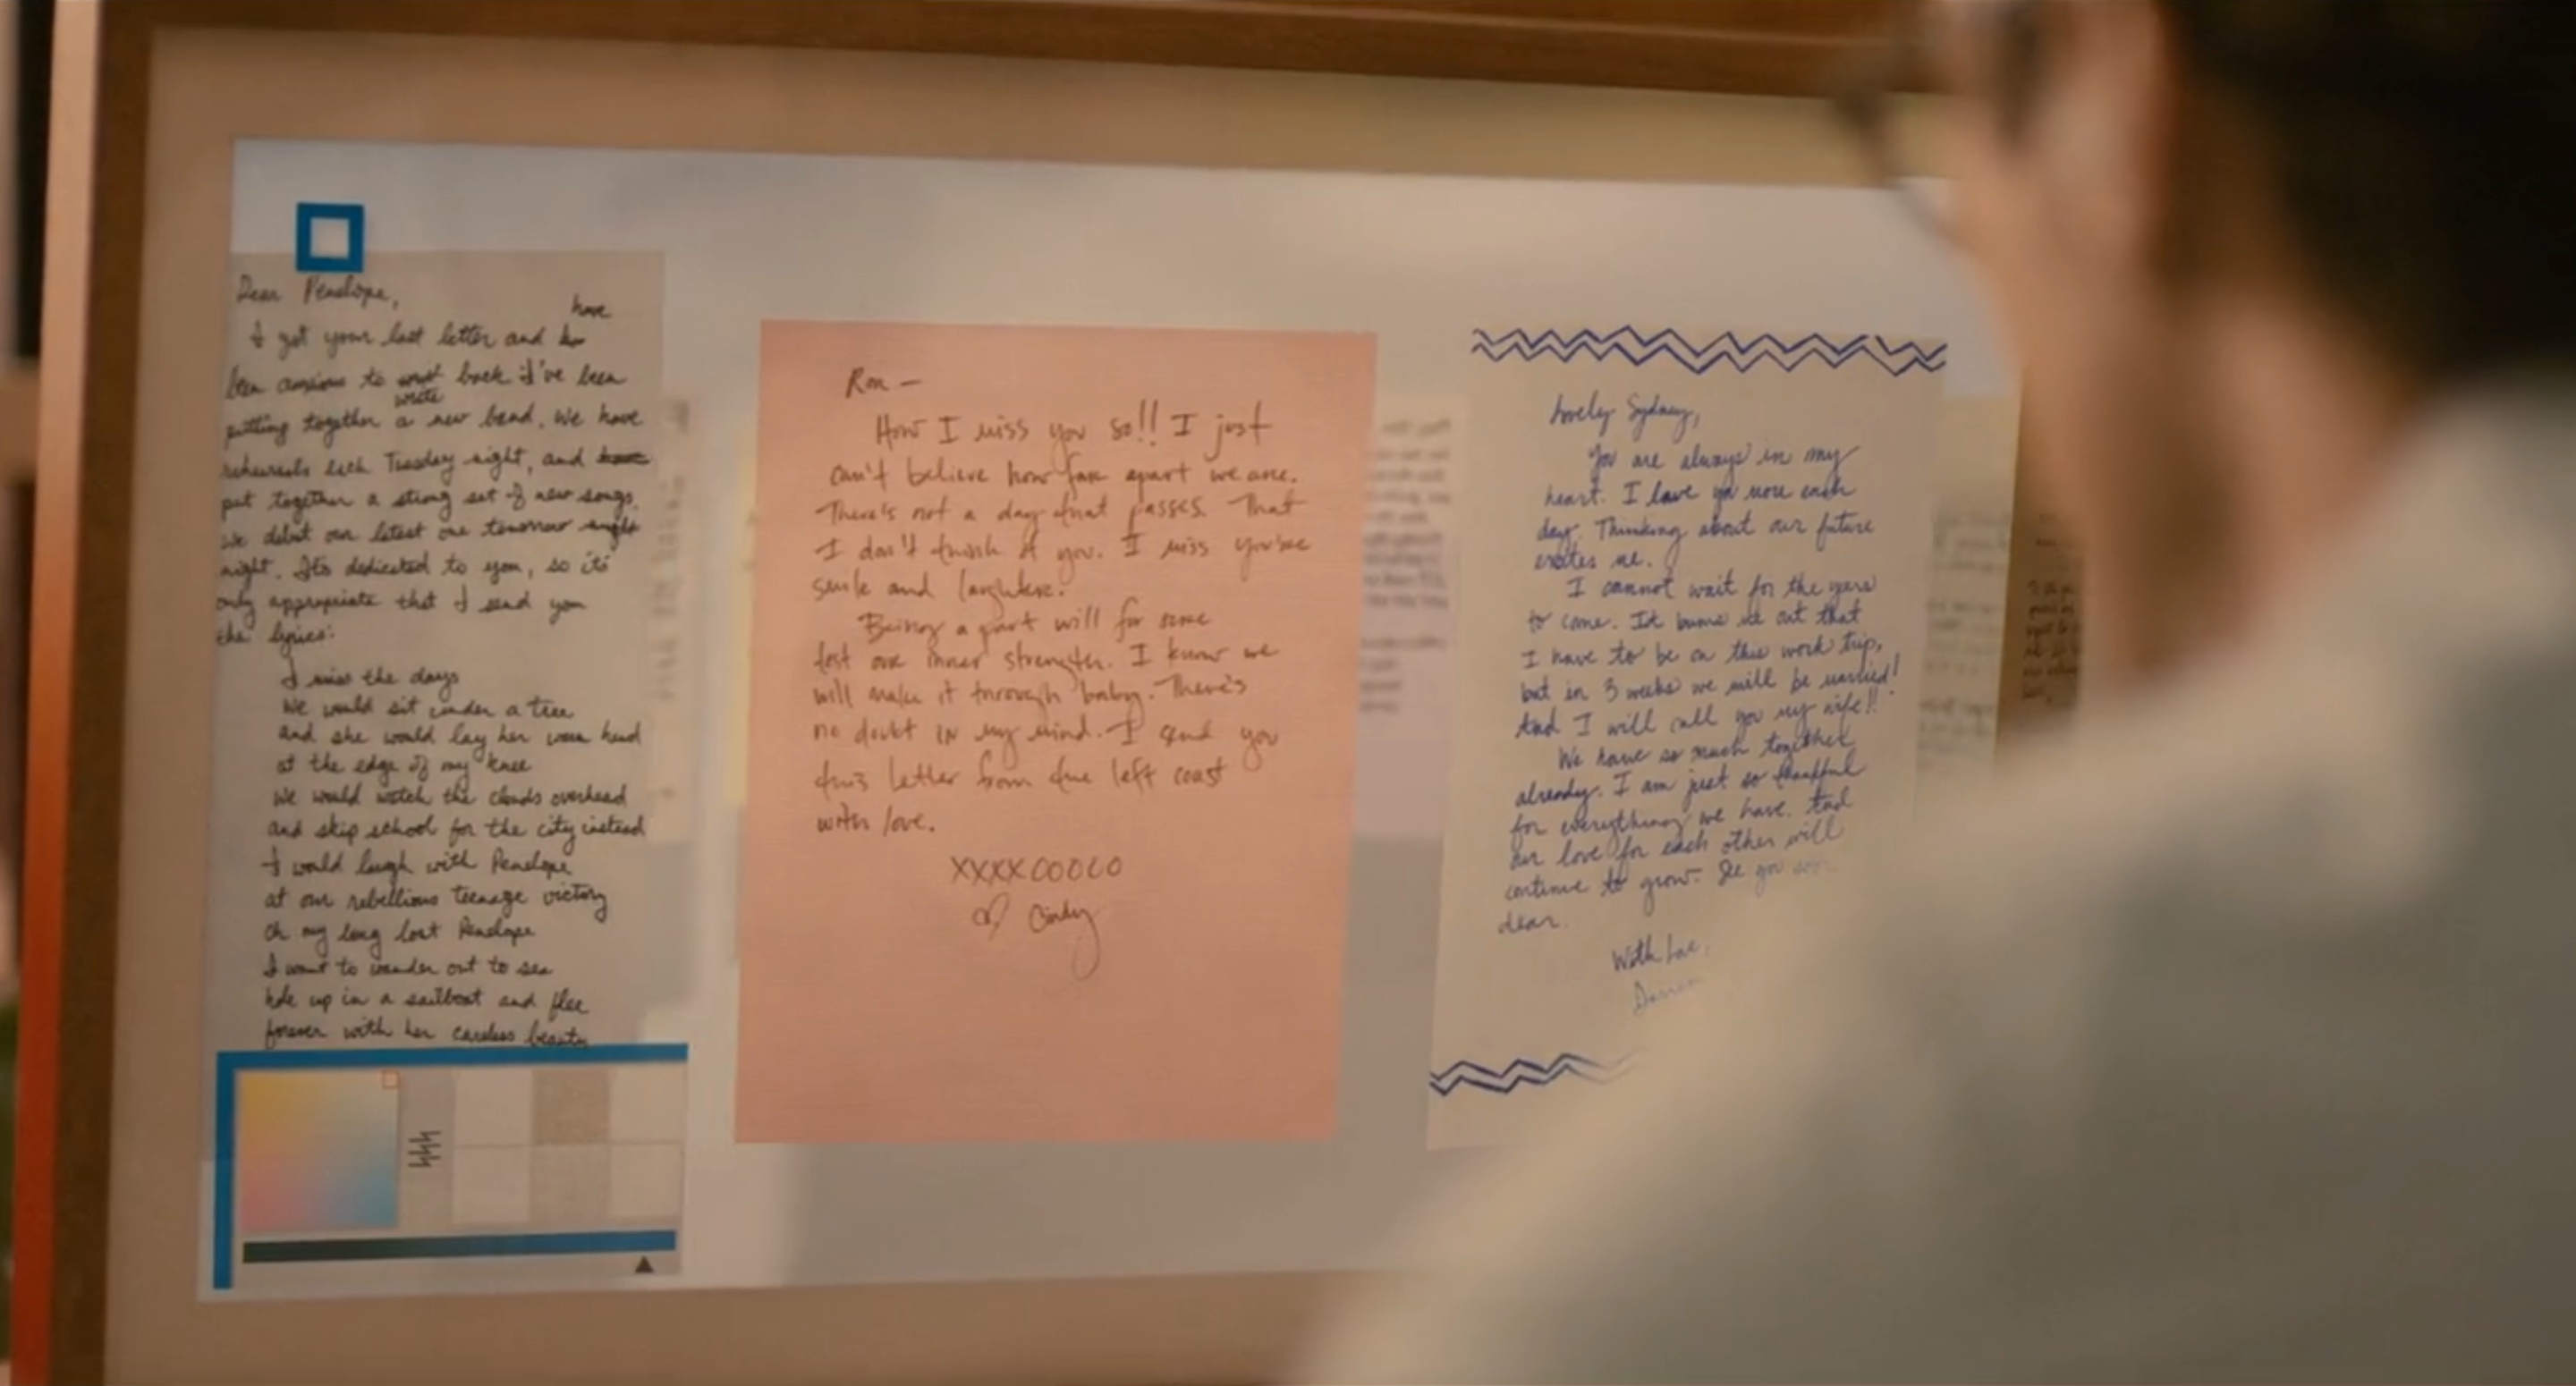 Dear Penelope,
have
I got your last letter and ha
been anxious to writ back I've been
write
putting together a new band. We have
rehearsals each Tuesday night, and have
put together a strong set of new songs.
We debut our latest one tomorrow night
night. It's dedicated to you, so it's
only appropriate that I send you
the lyrics:
I miss the days
We would sit under a tree
and she would lay her worn head
at the edge of my knee
We would watch the clouds overhead
and skip school for the city instead
I would laugh with Penelope
at our rebellious teenage victory
Oh my long lost Penelope
I want to wander out to sea
hole up in a sailboat and flee
forever with her careless beauty
Ron —
How I miss you so!! I just
can't believe how far apart we are.
There's not a day that passes. That
I don't think of you. I miss you're
smile and laughter.
Being a part will for sure
test our inner strength. I know we
will make it through baby. There's
no doubt in my mind. I send you
this letter from the left coast
with love.
XXXXOOOO
Cindy
Lovely Sydney,
You are always in my
heart. I love you more each
day. Thinking about our future
excites me.
I cannot wait for the years
to come. It bums me out that
I have to be on this work trip,
but in 3 weeks we will be married!
And I will call you my wife!!
We have so much together
already. I am just so thankful
for everything we have. And
our love for each other will
continue to grow. See you soon
dear.
With Love,